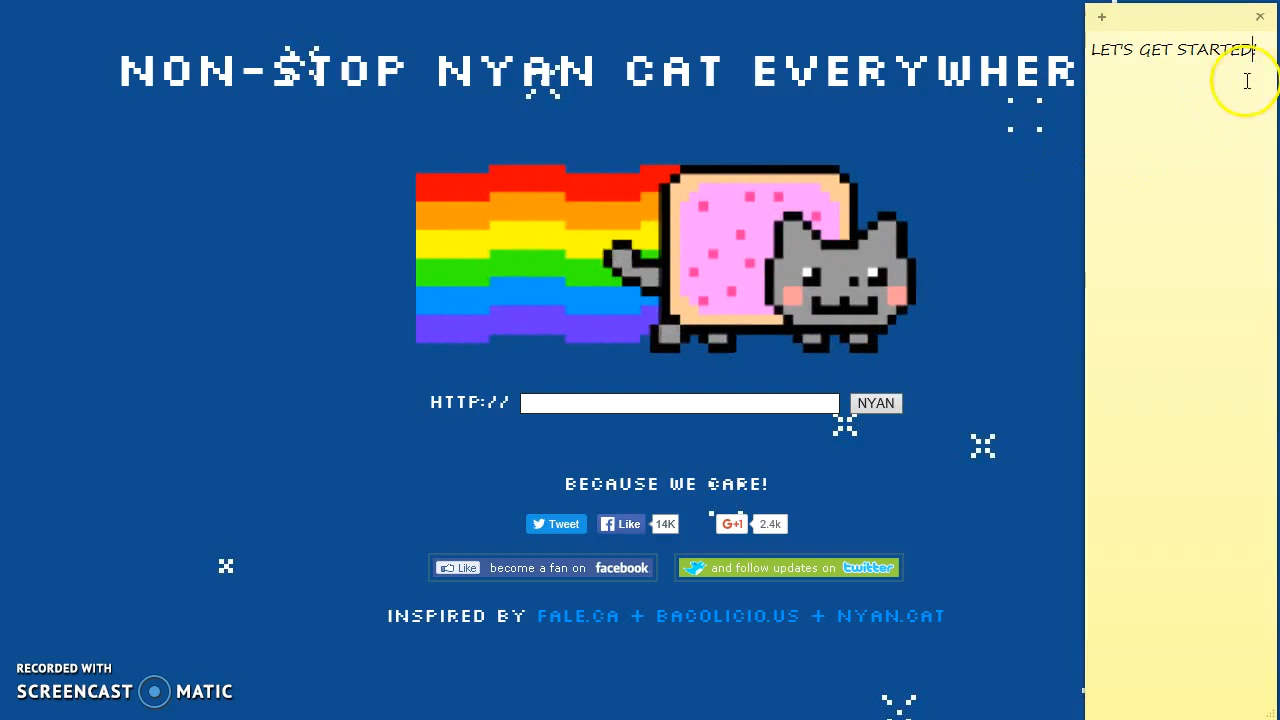 NON-STOP NYAN CAT EVERYWHER
LET'S GET STARTED
HTTP://
NYAN
BECAUSE WE CARE!
Tweet
Like
14K
G+1
2.4k
Like
become a fan on facebook
and follow updates on twitter
INSPIRED BY FALE.CA + BACOLICIO.US + NYAN.CAT
RECORDED WITH
SCREENCAST MATIC